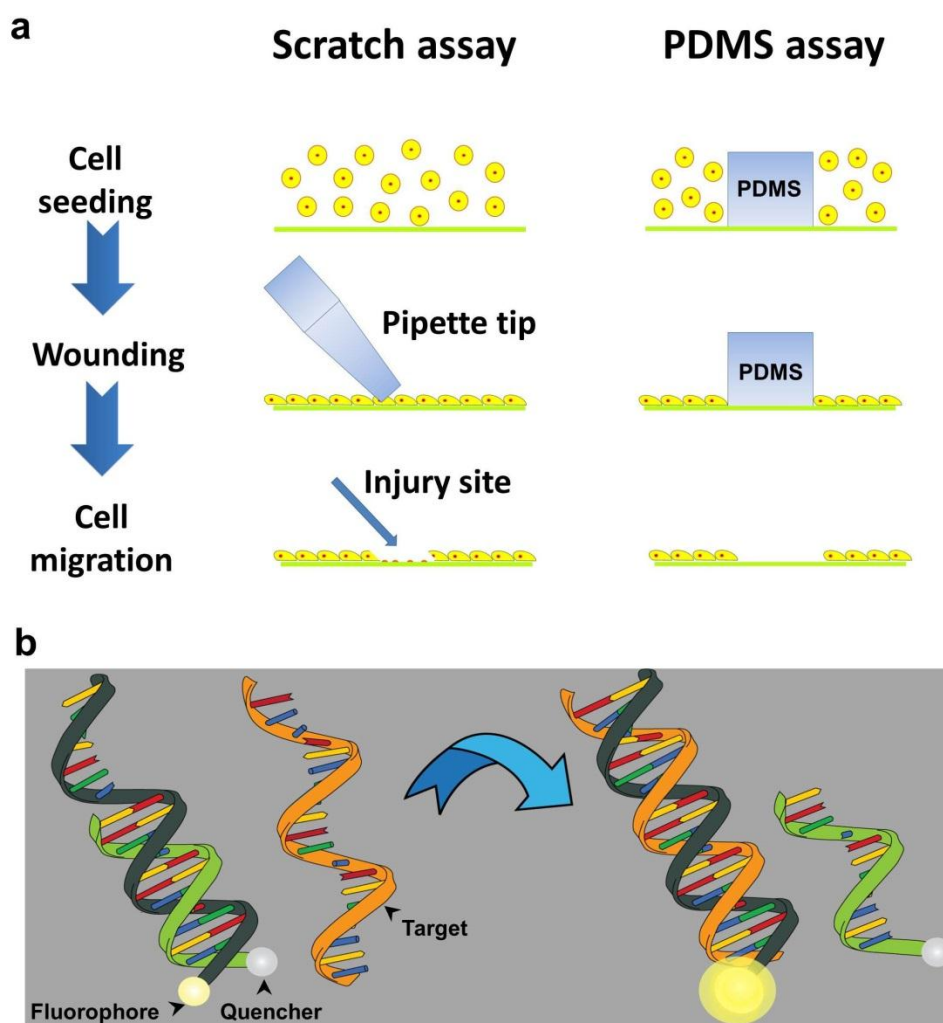 a
Scratch assay
PDMS assay
Cell
seeding
PDMS
Wounding
Pipette tip
PDMS
Cell
migration
Injury site
b
Target
Fluorophore
Quencher